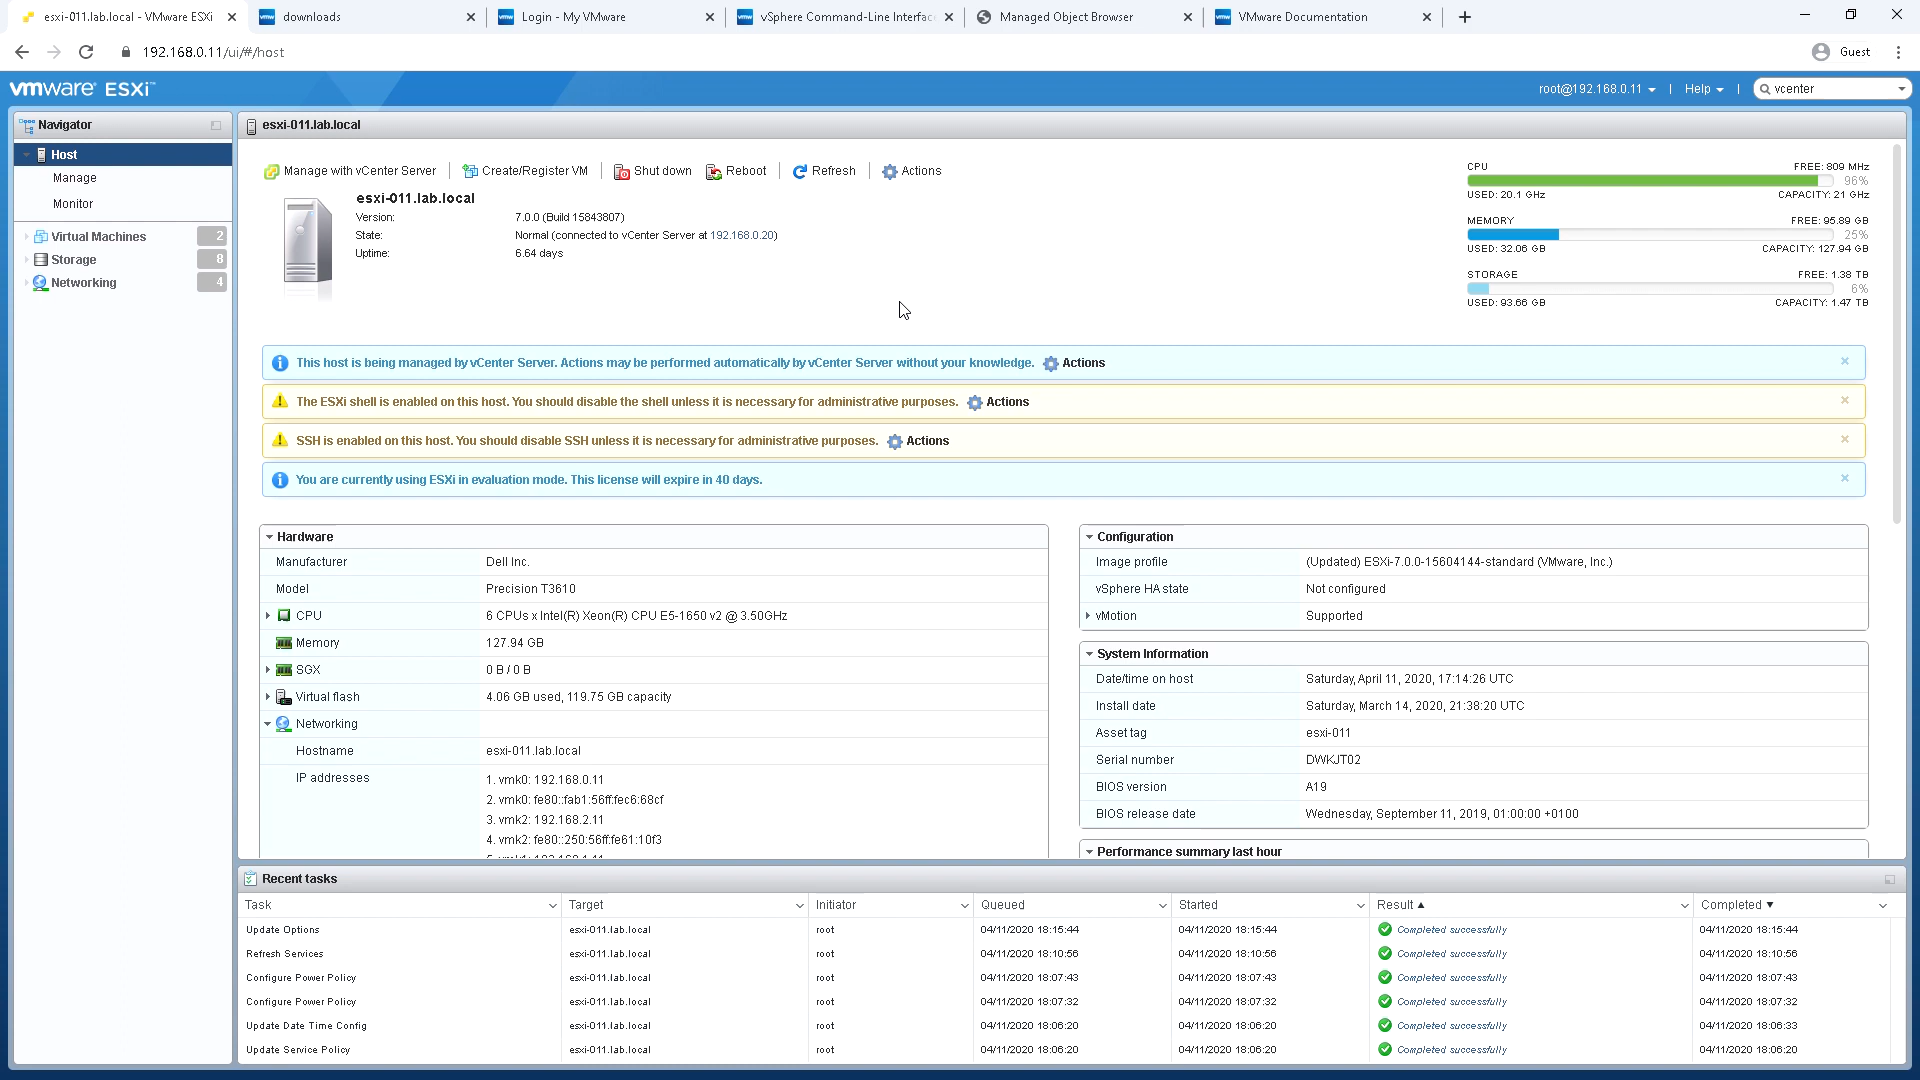 esxi-011.lab.local - VMware ESXi
downloads
Login - My VMware
vSphere Command-Line Interfac
Managed Object Browser
VMware Documentation
192.168.0.11/ui/#/host
Guest
vmware ESXi™
root@192.168.0.11 | Help | vcenter
Navigator
Host
Manage
Monitor
Virtual Machines 2
Storage 8
Networking 4
esxi-011.lab.local
Manage with vCenter Server | Create/Register VM | Shut down Reboot | Refresh | Actions
esxi-011.lab.local
Version: 7.0.0 (Build 15843807)
State: Normal (connected to vCenter Server at 192.168.0.20)
Uptime: 6.64 days
CPU FREE: 809 MHz
96%
USED: 20.1 GHz CAPACITY: 21 GHz
MEMORY FREE: 95.89 GB
25%
USED: 32.06 GB CAPACITY: 127.94 GB
STORAGE FREE: 1.38 TB
6%
USED: 93.66 GB CAPACITY: 1.47 TB
This host is being managed by vCenter Server. Actions may be performed automatically by vCenter Server without your knowledge. Actions
The ESXi shell is enabled on this host. You should disable the shell unless it is necessary for administrative purposes. Actions
SSH is enabled on this host. You should disable SSH unless it is necessary for administrative purposes. Actions
You are currently using ESXi in evaluation mode. This license will expire in 40 days.
Hardware
Manufacturer Dell Inc.
Model Precision T3610
CPU 6 CPUs x Intel(R) Xeon(R) CPU E5-1650 v2 @ 3.50GHz
Memory 127.94 GB
SGX 0 B / 0 B
Virtual flash 4.06 GB used, 119.75 GB capacity
Networking
Hostname esxi-011.lab.local
IP addresses 1. vmk0: 192.168.0.11
2. vmk0: fe80::fab1:56ff:fec6:68cf
3. vmk2: 192.168.2.11
4. vmk2: fe80::250:56ff:fe61:10f3
Configuration
Image profile (Updated) ESXi-7.0.0-15604144-standard (VMware, Inc.)
vSphere HA state Not configured
vMotion Supported
System Information
Date/time on host Saturday, April 11, 2020, 17:14:26 UTC
Install date Saturday, March 14, 2020, 21:38:20 UTC
Asset tag esxi-011
Serial number DWKJT02
BIOS version A19
BIOS release date Wednesday, September 11, 2019, 01:00:00 +0100
Performance summary last hour
Recent tasks
Task Target Initiator Queued Started Result Completed
Update Options esxi-011.lab.local root 04/11/2020 18:15:44 04/11/2020 18:15:44 Completed successfully 04/11/2020 18:15:44
Refresh Services esxi-011.lab.local root 04/11/2020 18:10:56 04/11/2020 18:10:56 Completed successfully 04/11/2020 18:10:56
Configure Power Policy esxi-011.lab.local root 04/11/2020 18:07:43 04/11/2020 18:07:43 Completed successfully 04/11/2020 18:07:43
Configure Power Policy esxi-011.lab.local root 04/11/2020 18:07:32 04/11/2020 18:07:32 Completed successfully 04/11/2020 18:07:32
Update Date Time Config esxi-011.lab.local root 04/11/2020 18:06:20 04/11/2020 18:06:20 Completed successfully 04/11/2020 18:06:33
Update Service Policy esxi-011.lab.local root 04/11/2020 18:06:20 04/11/2020 18:06:20 Completed successfully 04/11/2020 18:06:20